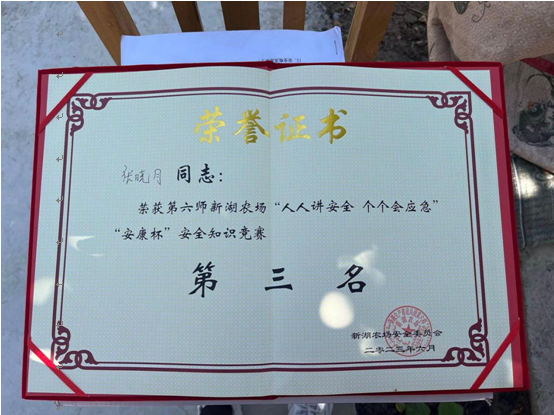 荣誉证书
张晓月 同志：
荣获第六师新湖农场“人人讲安全 个个会应急”
“安康杯”安全知识竞赛
第三名
新湖农场安全委员会
二〇二三年六月